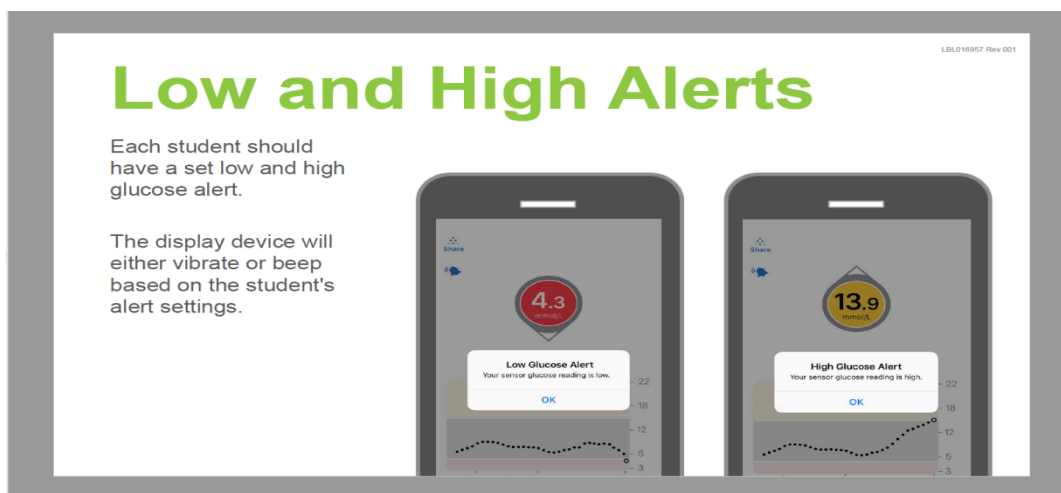 LBL016957 Rev 001
Low and High Alerts
Each student should
have a set low and high
glucose alert.
The display device will
either vibrate or beep
based on the student's
alert settings.
Share
4.3
mmol/L
Low Glucose Alert
Your sensor glucose reading is low.
OK
22
18
12
6
3
Share
13.9
mmol/L
High Glucose Alert
Your sensor glucose reading is high.
OK
22
18
12
6
3